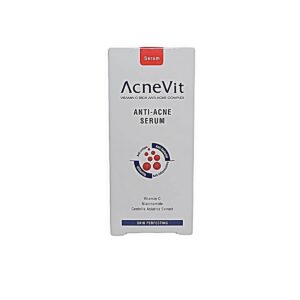 Serum
AcneVit
VITAMIN C RICH ANTI-ACNE COMPLEX
ANTI-ACNE
SERUM
Vitamin C
Niacinamide
Centella Asiatica Extract
SKIN PERFECTING